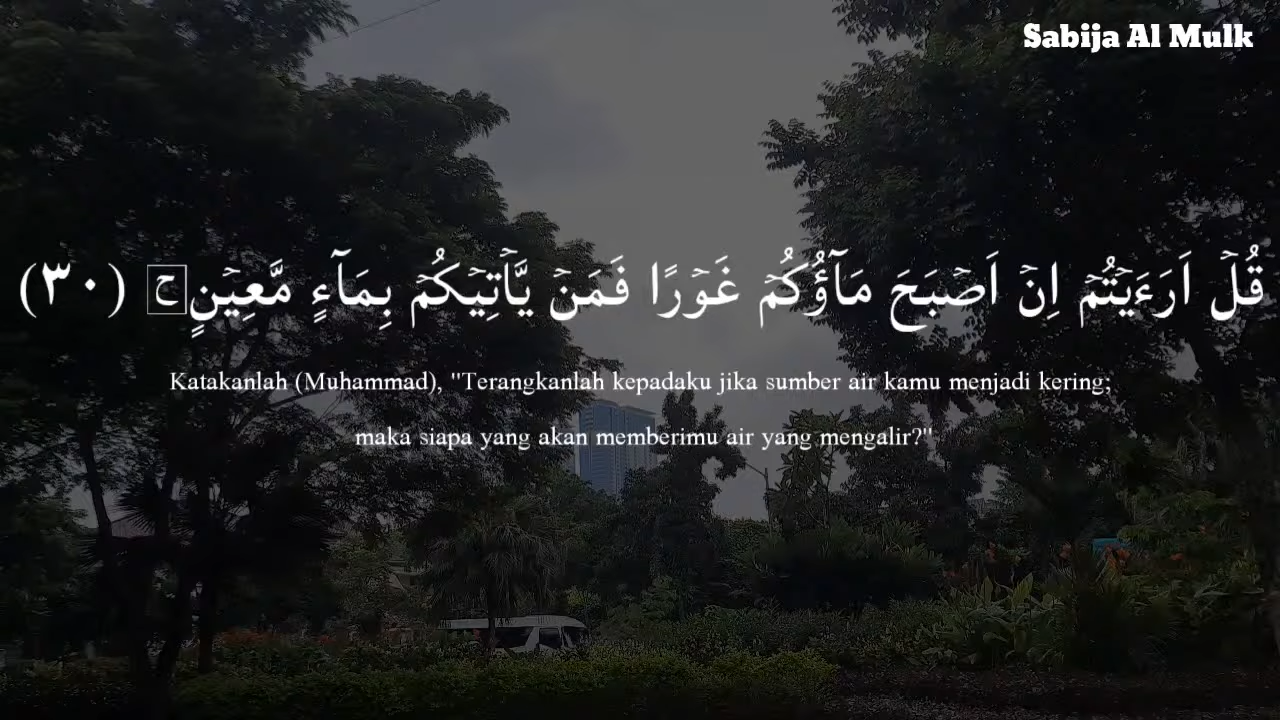 Sabija Al Mulk
قُلْ اَرَءَيْتُمْ اِنْ اَصْبَحَ مَآؤُكُمْ غَوْرًا فَمَنْ يَّأْتِيْكُمْ بِمَآءٍ مَّعِيْنٍ ࣖ (٣٠)
Katakanlah (Muhammad), "Terangkanlah kepadaku jika sumber air kamu menjadi kering;
maka siapa yang akan memberimu air yang mengalir?"